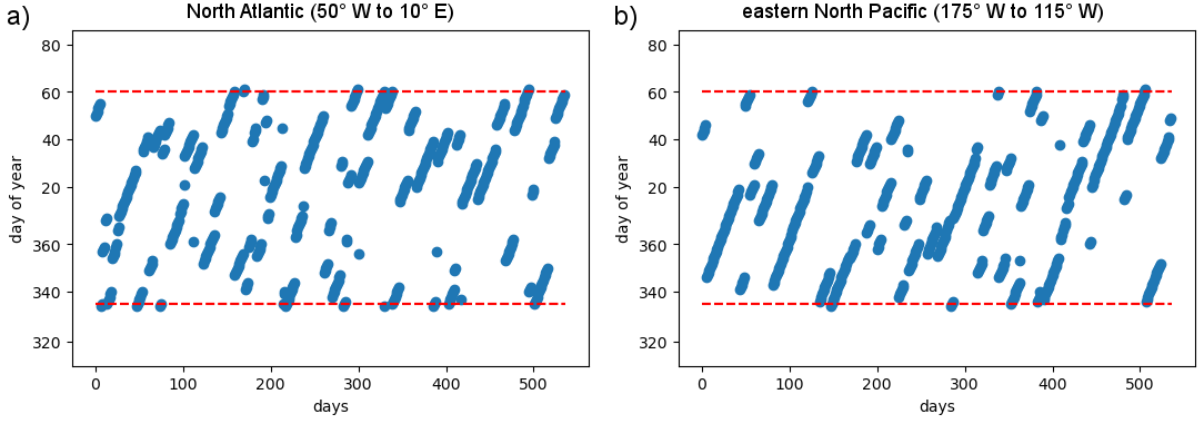 a)
North Atlantic (50° W to 10° E)
80
60
40
20
360
340
320
day of year
0 100 200 300 400 500
days
b)
eastern North Pacific (175° W to 115° W)
80
60
40
20
360
340
320
day of year
0 100 200 300 400 500
days